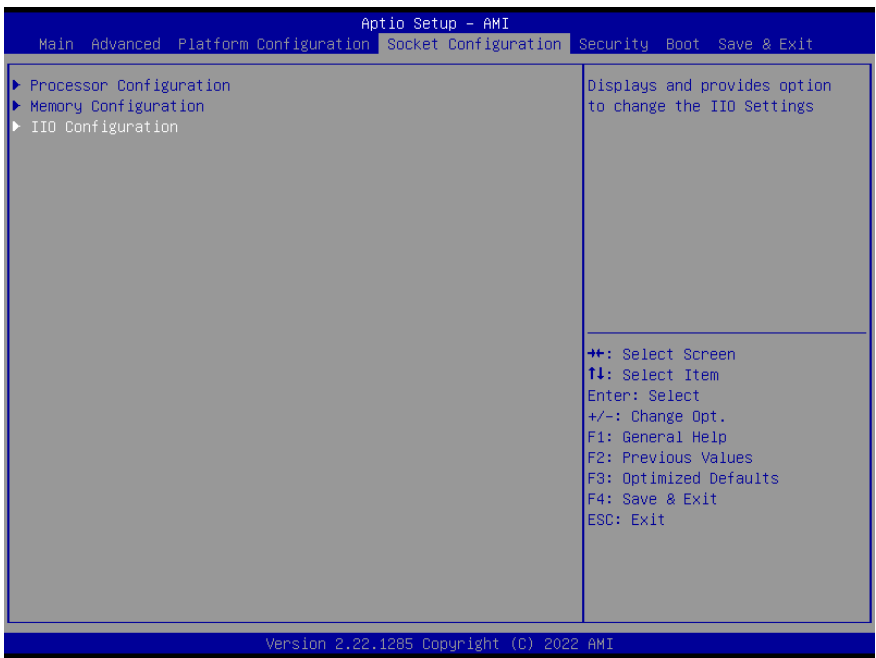 Aptio Setup – AMI
Main Advanced Platform Configuration Socket Configuration Security Boot Save & Exit
▶ Processor Configuration
▶ Memory Configuration
▶ IIO Configuration
Displays and provides option
to change the IIO Settings
→←: Select Screen
↑↓: Select Item
Enter: Select
+/-: Change Opt.
F1: General Help
F2: Previous Values
F3: Optimized Defaults
F4: Save & Exit
ESC: Exit
Version 2.22.1285 Copyright (C) 2022 AMI